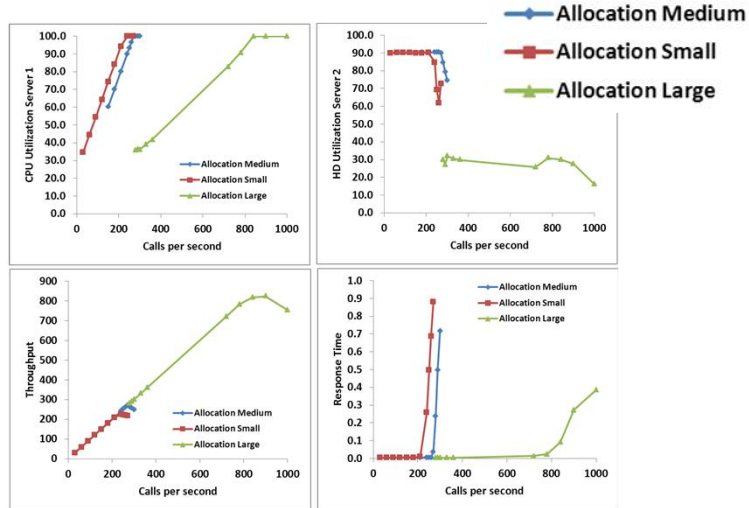 Allocation Medium
Allocation Small
Allocation Large
CPU Utilization Server 1
100.0
90.0
80.0
70.0
60.0
50.0
40.0
30.0
20.0
10.0
0.0
Allocation Medium
Allocation Small
Allocation Large
0 200 400 600 800 1000
Calls per second
HD Utilization Server 2
100.0
90.0
80.0
70.0
60.0
50.0
40.0
30.0
20.0
10.0
0.0
0 200 400 600 800 1000
Calls per second
Throughput
900
800
700
600
500
400
300
200
100
0
Allocation Medium
Allocation Small
Allocation Large
0 200 400 600 800 1000
Calls per second
Response Time
1.0
0.9
0.8
0.7
0.6
0.5
0.4
0.3
0.2
0.1
0.0
Allocation Medium
Allocation Small
Allocation Large
0 200 400 600 800 1000
Calls per second